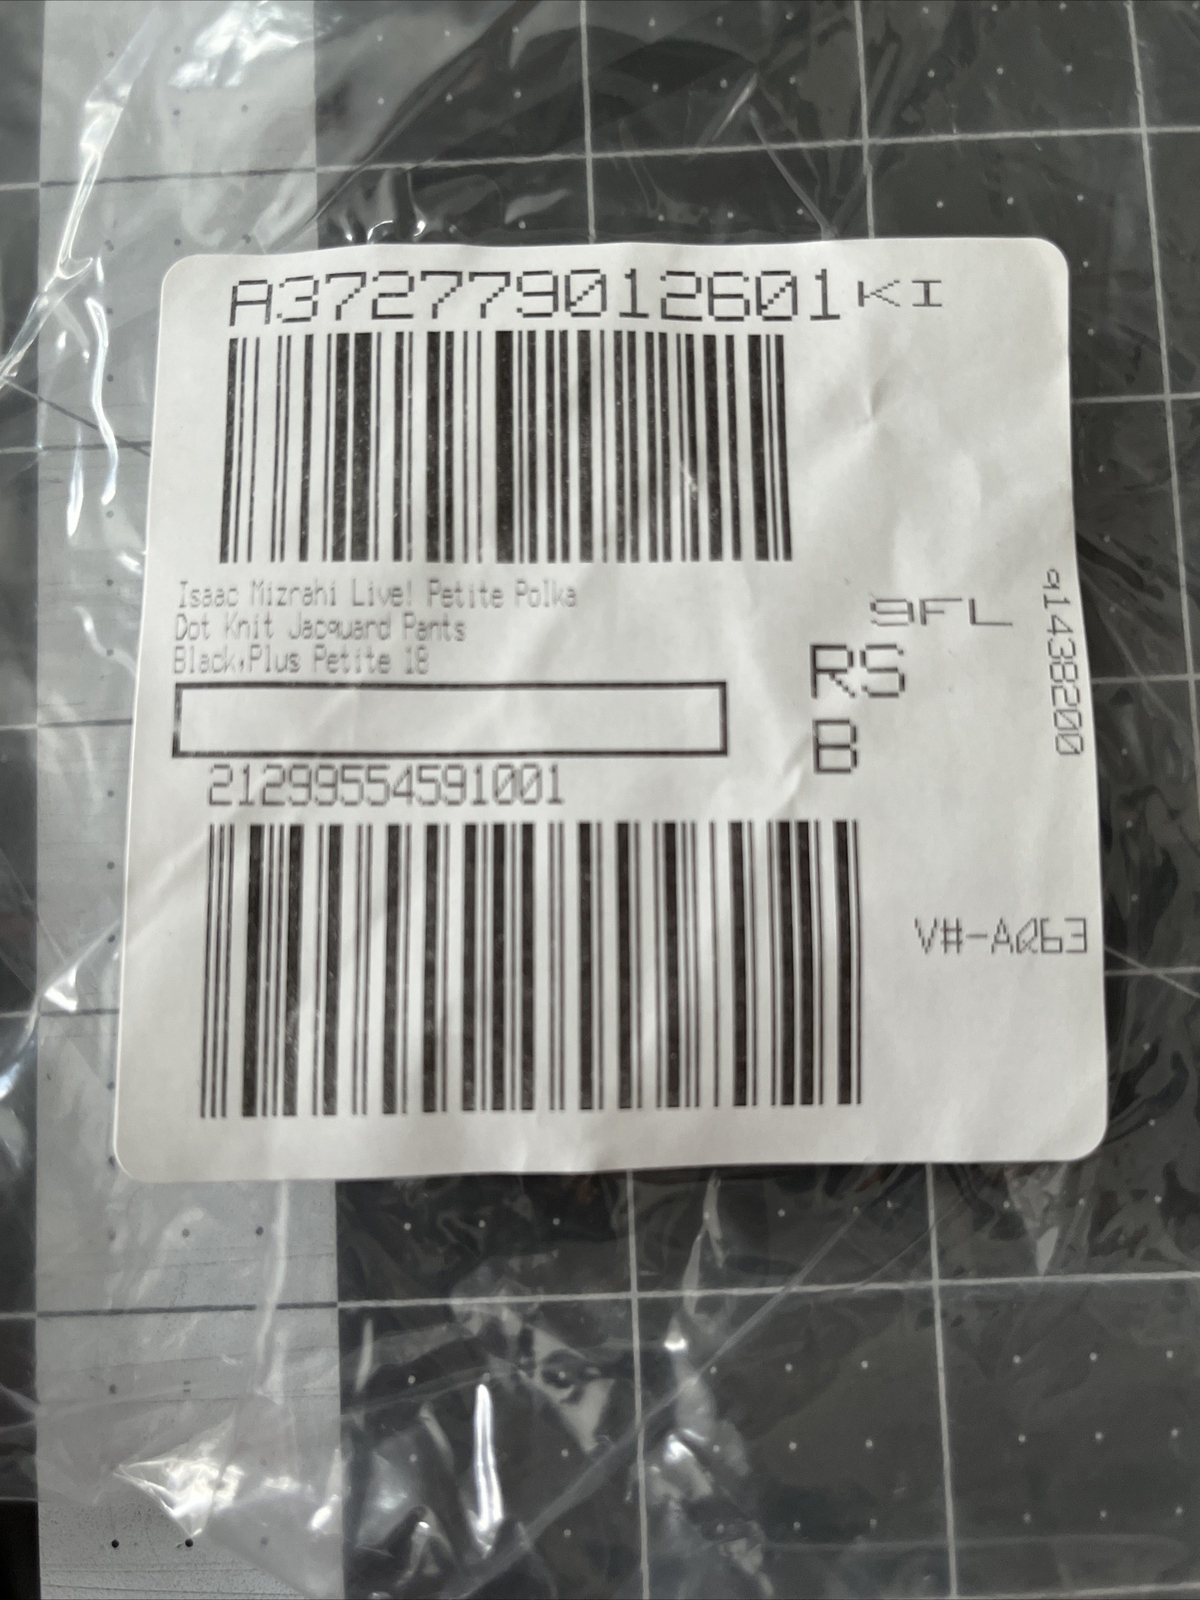 A372779012601 KI
Isaac Mizrahi Live! Petite Polka
Dot Knit Jacquard Pants
Black,Plus Petite 18
9FL
RS
B
q1438200
21299554591001
V#-AQ63